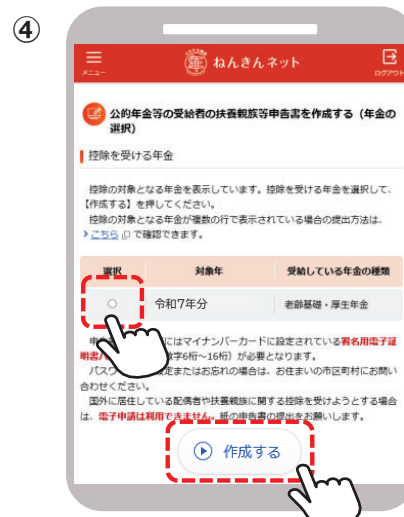 ④
メニュー
ねんきんネット
ログアウト
公的年金等の受給者の扶養親族等申告書を作成する（年金の
選択）
控除を受ける年金
控除の対象となる年金を表示しています。控除を受ける年金を選択して、
【作成する】を押してください。
控除の対象となる年金が複数の行で表示されている場合の提出方法は、
こちら で確認できます。
選択 対象年 受給している年金の種類
令和7年分 老齢基礎・厚生年金
にはマイナンバーカードに設定されている署名用電子証
明書 数字6桁～16桁）が必要となります。
パスワ 定またはお忘れの場合は、お住まいの市区町村にお問い
合わせください。
国外に居住している配偶者や扶養親族に関する控除を受けようとする場合
は、電子申請は利用できません。紙の申告書の提出をお願いします。
作成する